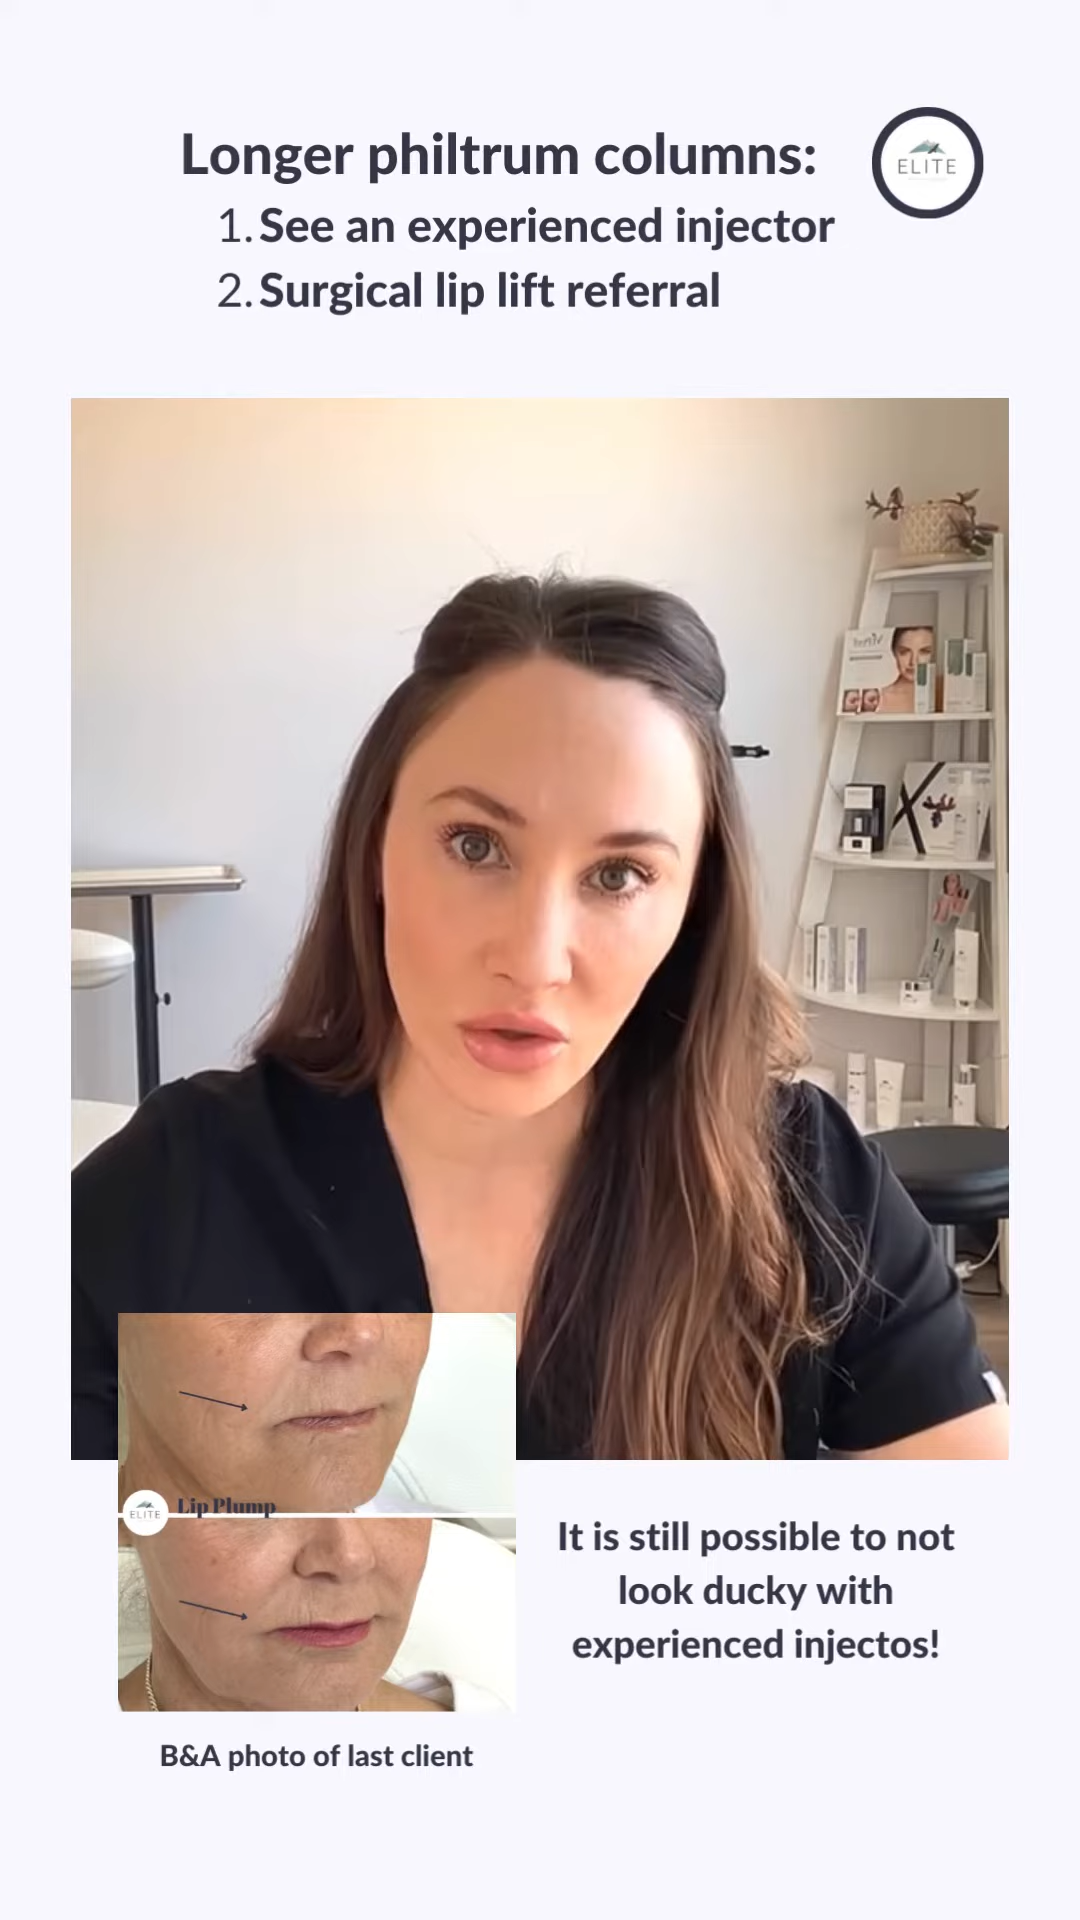 Longer philtrum columns:
ELITE
1. See an experienced injector
2. Surgical lip lift referral
ELITE
Lip Plump
It is still possible to not
look ducky with
experienced injectos!
B&A photo of last client